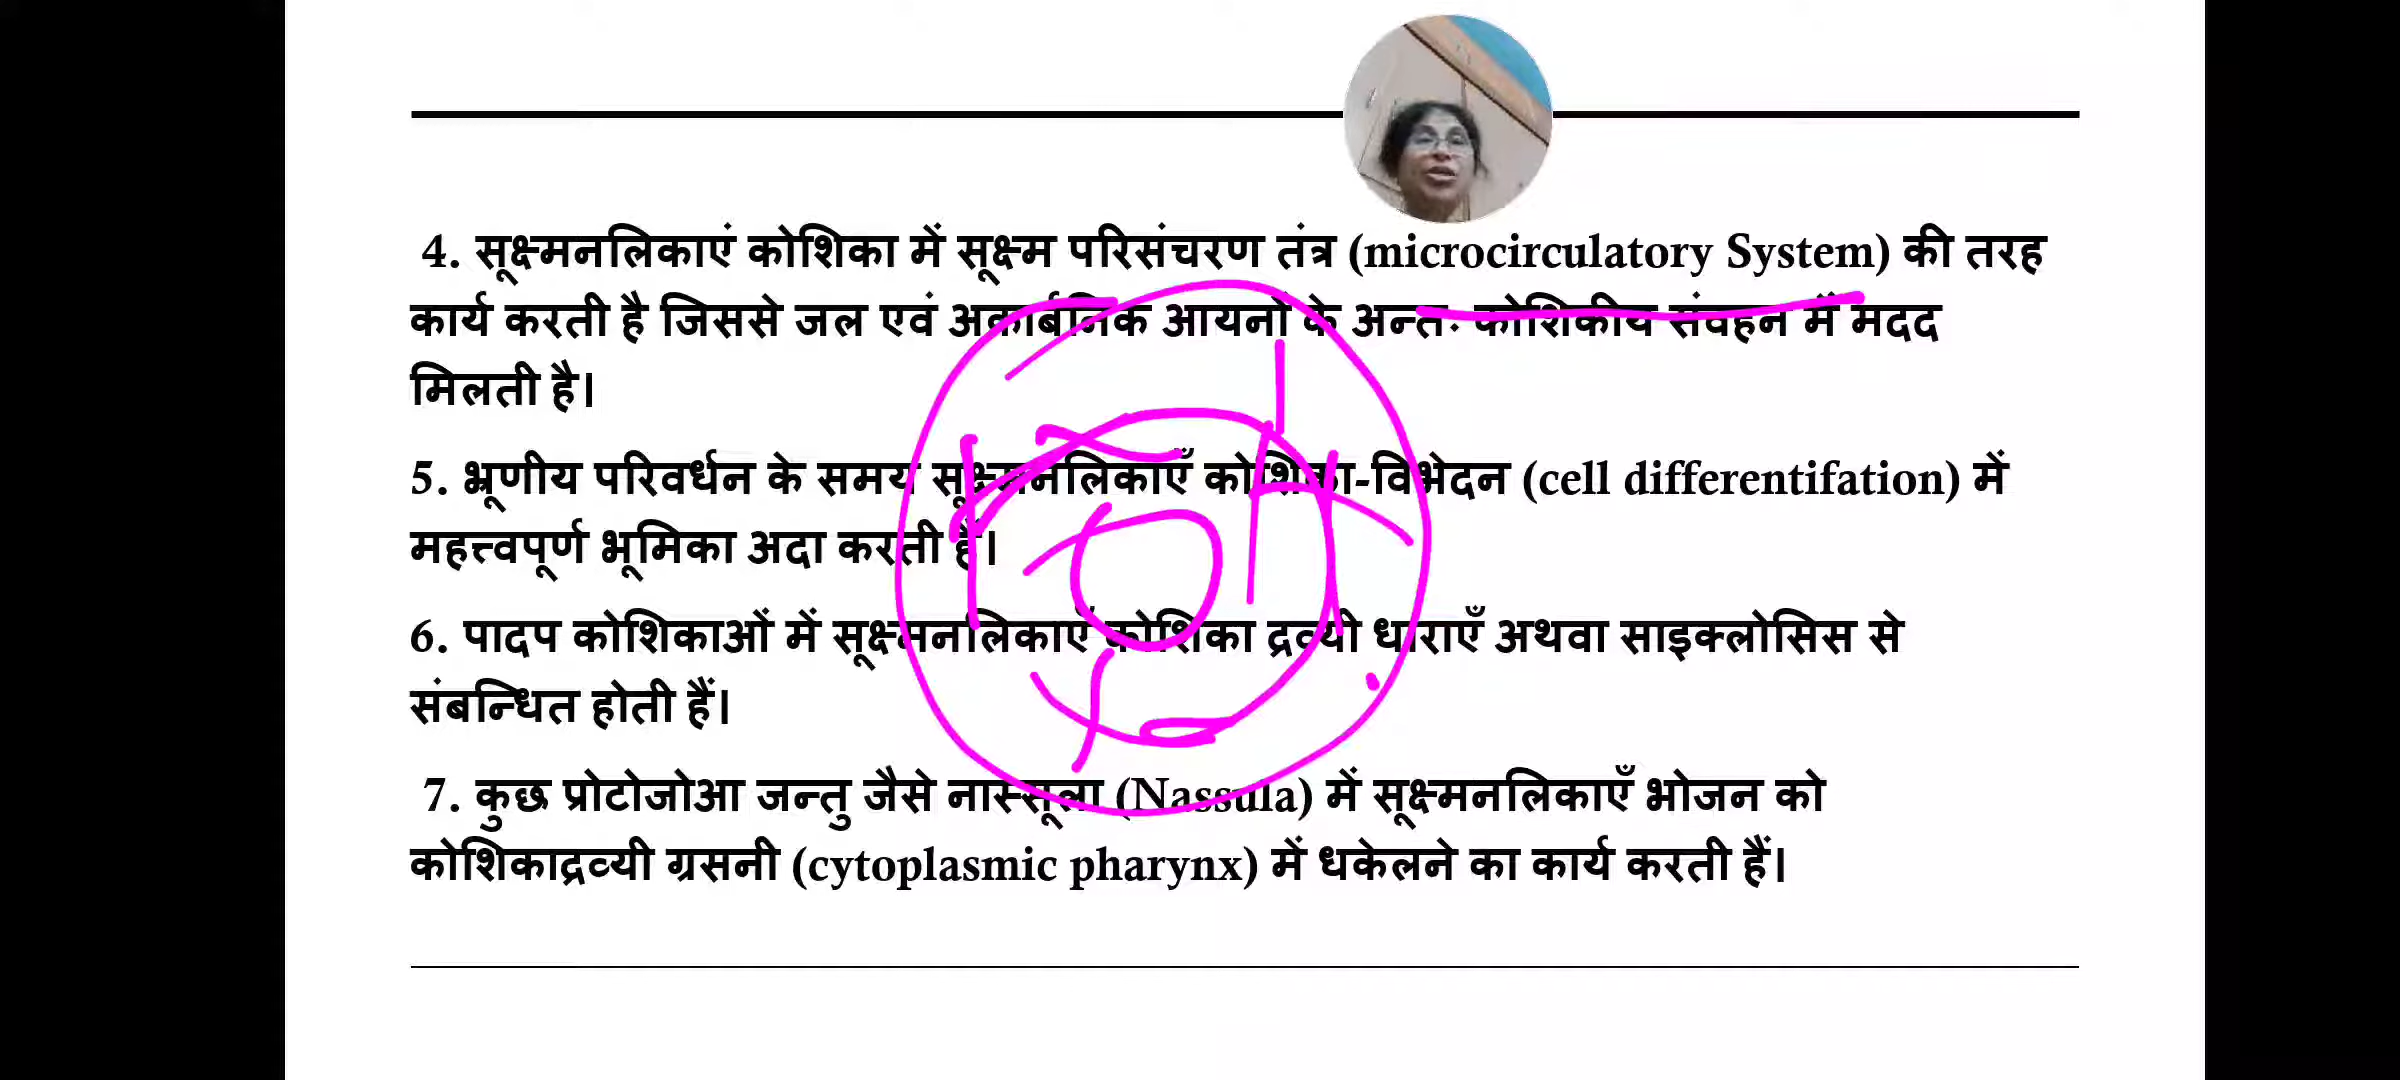 4. सूक्ष्मनलिकाएं कोशिका में सूक्ष्म परिसंचरण तंत्र (microcirculatory System) की तरह
कार्य करती है जिससे जल एवं अकार्बनिक आयनों के अन्तः कोशिकीय संवहन में मदद
मिलती है।
5. भ्रूणीय परिवर्धन के समय सूक्ष्मनलिकाएँ कोशिका-विभेदन (cell differentifation) में
महत्त्वपूर्ण भूमिका अदा करती हैं।
6. पादप कोशिकाओं में सूक्ष्मनलिकाएँ कोशिका द्रव्यी धाराएँ अथवा साइक्लोसिस से
संबन्धित होती हैं।
7. कुछ प्रोटोजोआ जन्तु जैसे नास्सूला (Nassula) में सूक्ष्मनलिकाएँ भोजन को
कोशिकाद्रव्यी ग्रसनी (cytoplasmic pharynx) में धकेलने का कार्य करती हैं।